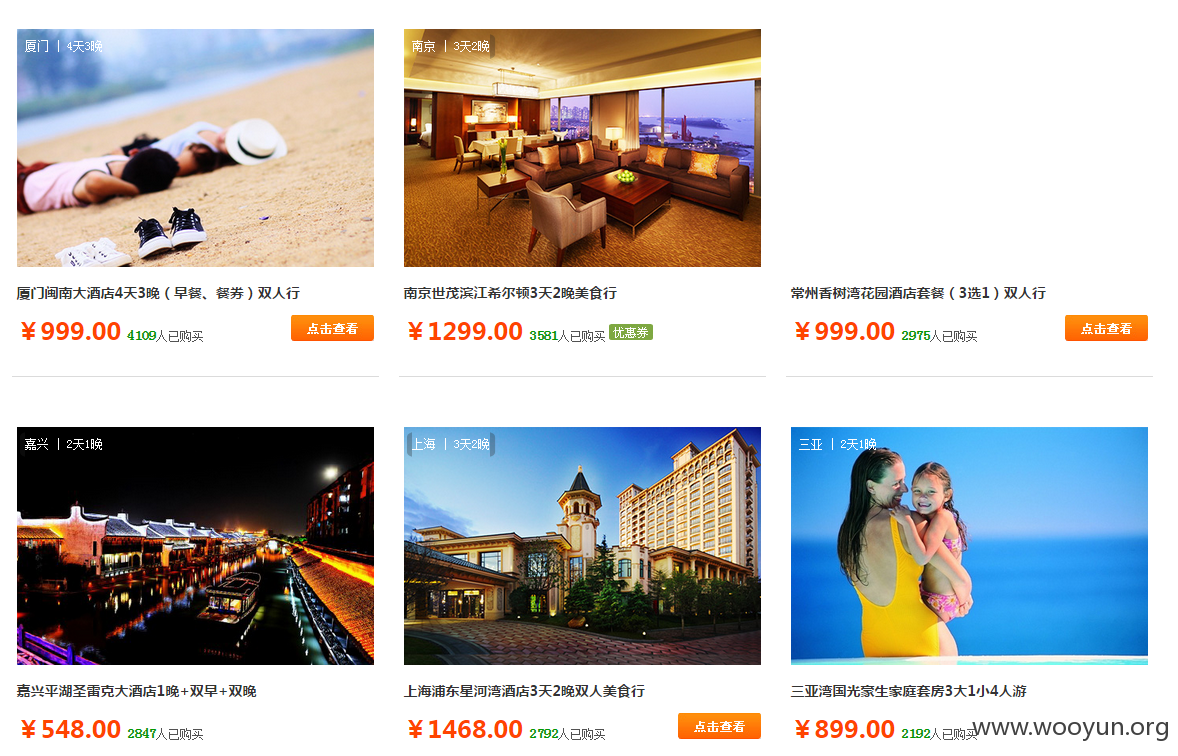 厦门 | 4天3晚
南京 | 3天2晚
厦门闽南大酒店4天3晚（早餐、餐券）双人行
¥999.00 4109人已购买 点击查看
南京世茂滨江希尔顿3天2晚美食行
¥1299.00 3581人已购买 优惠券
常州香树湾花园酒店套餐（3选1）双人行
¥999.00 2975人已购买 点击查看
嘉兴 | 2天1晚
上海 | 3天2晚
三亚 | 2天1晚
嘉兴平湖圣雷克大酒店1晚+双早+双晚
¥548.00 2847人已购买
上海浦东星河湾酒店3天2晚双人美食行
¥1468.00 2792人已购买 点击查看
三亚湾国光豪生家庭套房3大1小4人游
¥899.00 2192人已购买
www.wooyun.org